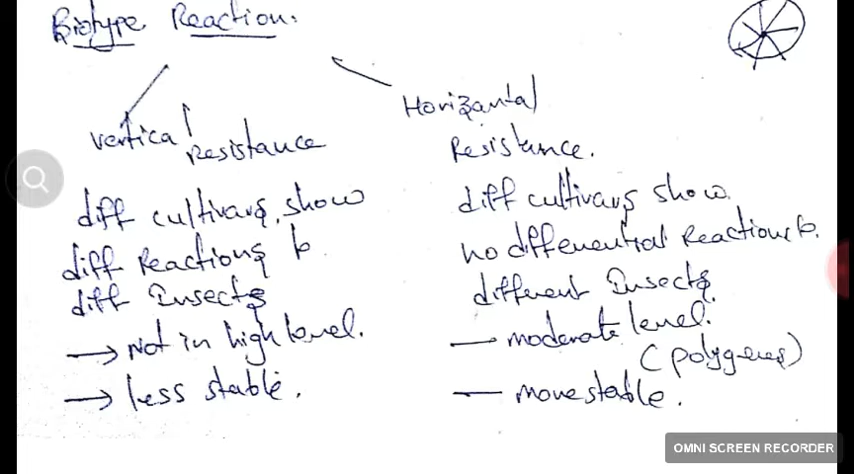 Biotype Reaction.
Vertical Resistance
diff cultivars show
diff Reactions to
diff Insects
→ Not in high level.
→ less stable.
Horizantal
Resistance.
diff cultivars show
no differential Reactions to.
different Insects
— moderate level.
(polygenes)
— more stable.
OMNI SCREEN RECORDER